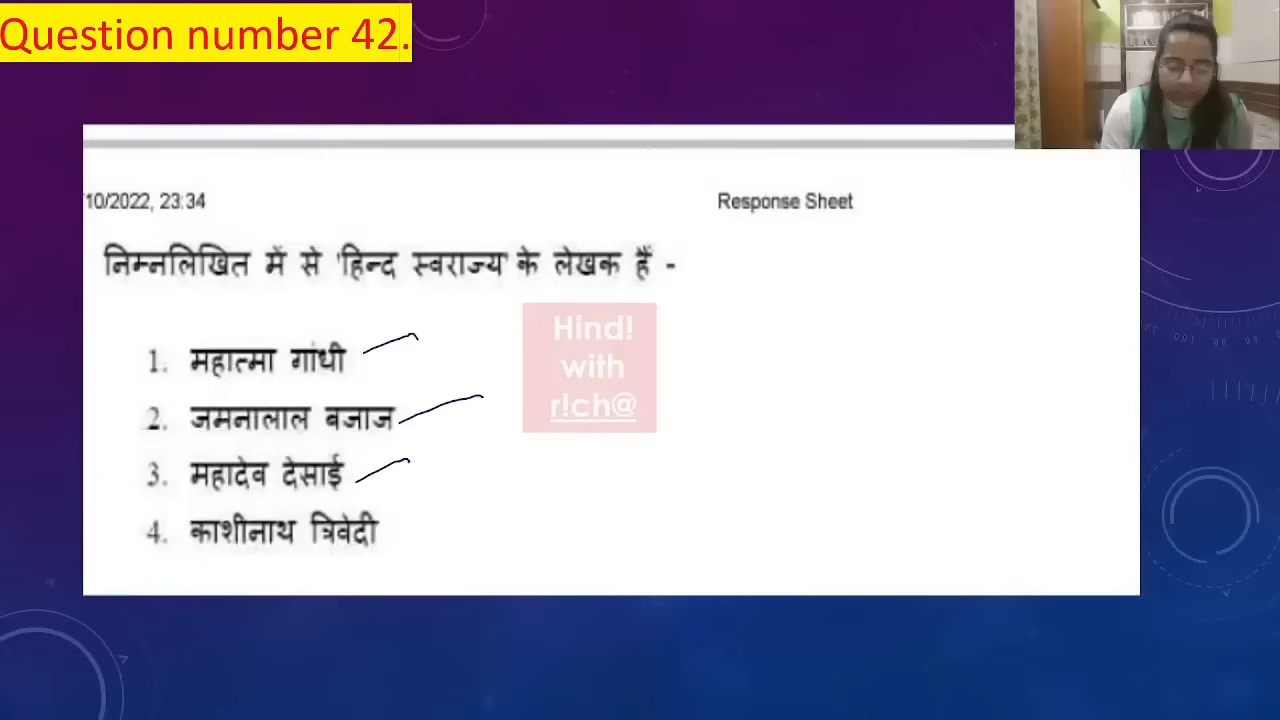 Question number 42.
/10/2022, 23:34 Response Sheet
निम्नलिखित में से 'हिन्द स्वराज्य' के लेखक हैं -
Hind!
with
r!ch@
1. महात्मा गांधी
2. जमनालाल बजाज
3. महादेव देसाई
4. काशीनाथ त्रिवेदी